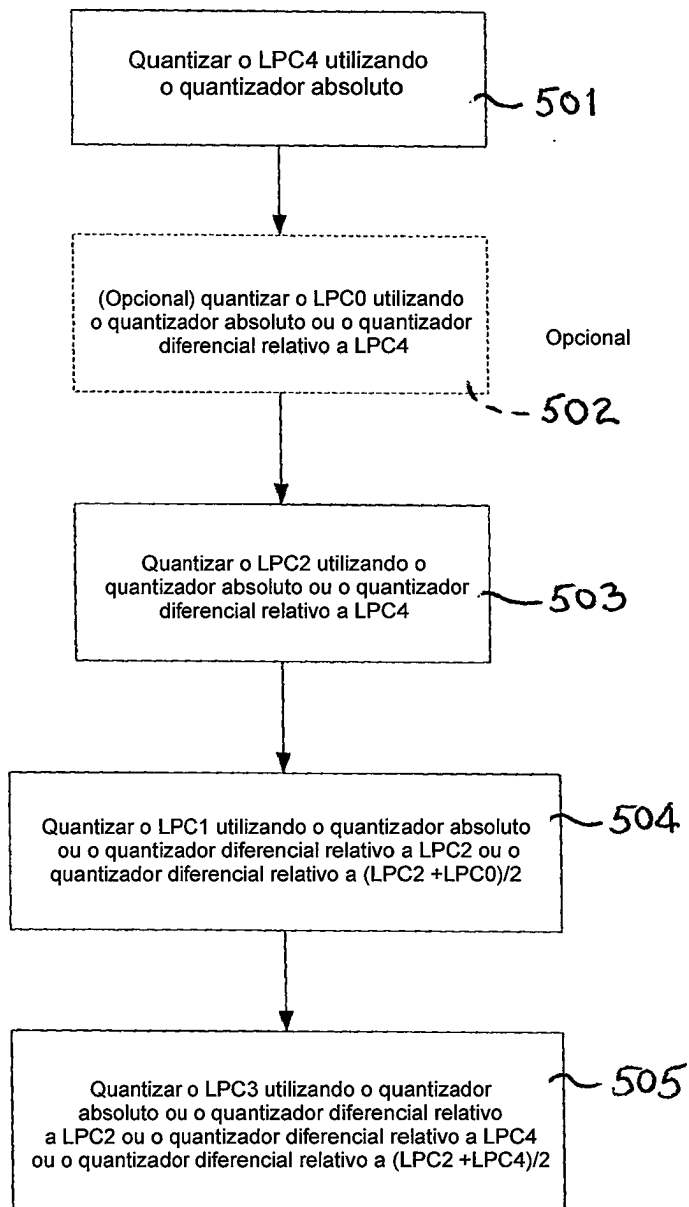 Quantizar o LPC4 utilizando
o quantizador absoluto
501
(Opcional) quantizar o LPC0 utilizando
o quantizador absoluto ou o quantizador
diferencial relativo a LPC4
Opcional
502
Quantizar o LPC2 utilizando o
quantizador absoluto ou o quantizador
diferencial relativo a LPC4
503
Quantizar o LPC1 utilizando o quantizador absoluto
ou o quantizador diferencial relativo a LPC2 ou o
quantizador diferencial relativo a (LPC2 +LPC0)/2
504
Quantizar o LPC3 utilizando o quantizador
absoluto ou o quantizador diferencial relativo
a LPC2 ou o quantizador diferencial relativo a LPC4
ou o quantizador diferencial relativo a (LPC2 +LPC4)/2
505